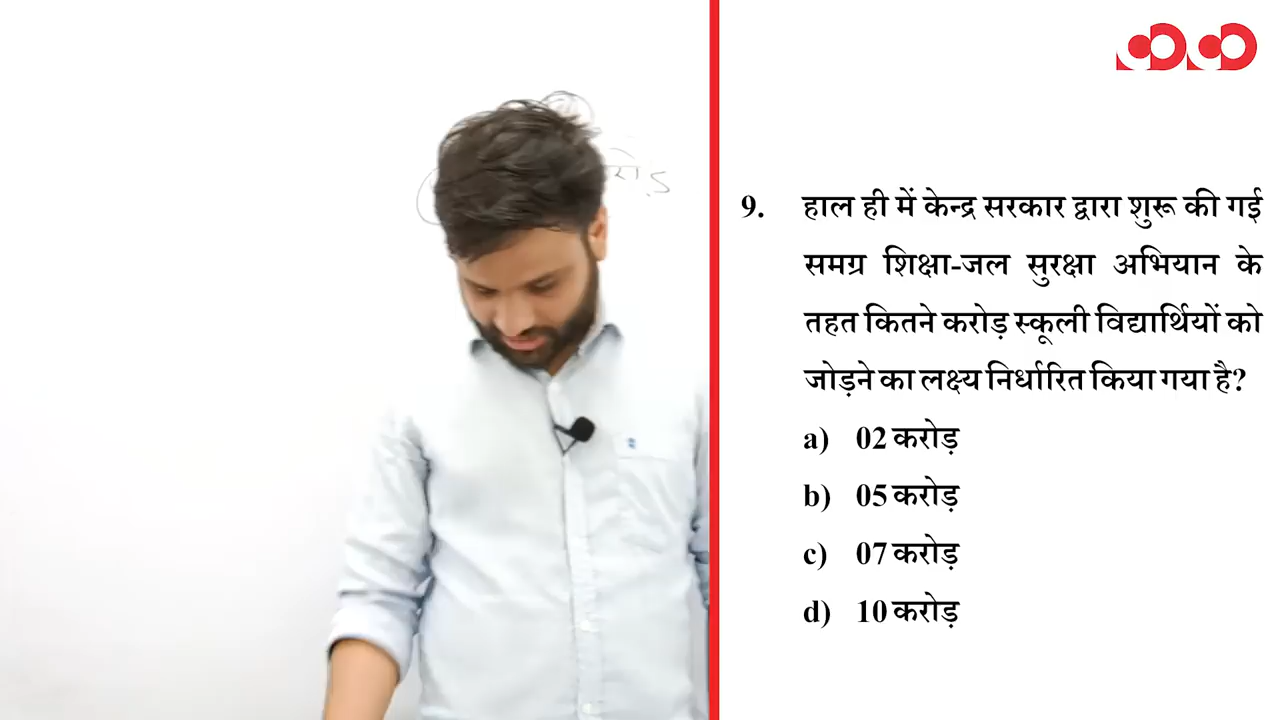 9. हाल ही में केन्द्र सरकार द्वारा शुरू की गई
समग्र शिक्षा-जल सुरक्षा अभियान के
तहत कितने करोड़ स्कूली विद्यार्थियों को
जोड़ने का लक्ष्य निर्धारित किया गया है?
a) 02 करोड़
b) 05 करोड़
c) 07 करोड़
d) 10 करोड़